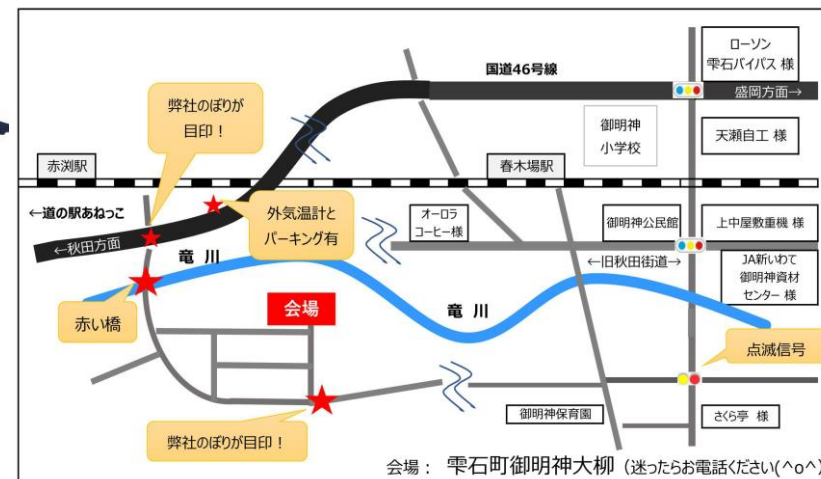 ローソン
雫石バイパス 様
国道46号線
盛岡方面→
弊社のぼりが
目印！
御明神
小学校
天瀬自工 様
赤渕駅
春木場駅
←道の駅あねっこ
外気温計と
パーキング有
オーロラ
コーヒー様
御明神公民館
上中屋敷重機 様
←秋田方面
←旧秋田街道→
竜 川
JA新いわて
御明神資材
センター 様
赤い橋
会場
竜 川
点滅信号
弊社のぼりが目印！
御明神保育園
さくら亭 様
会場： 雫石町御明神大柳（迷ったらお電話ください(^o^)